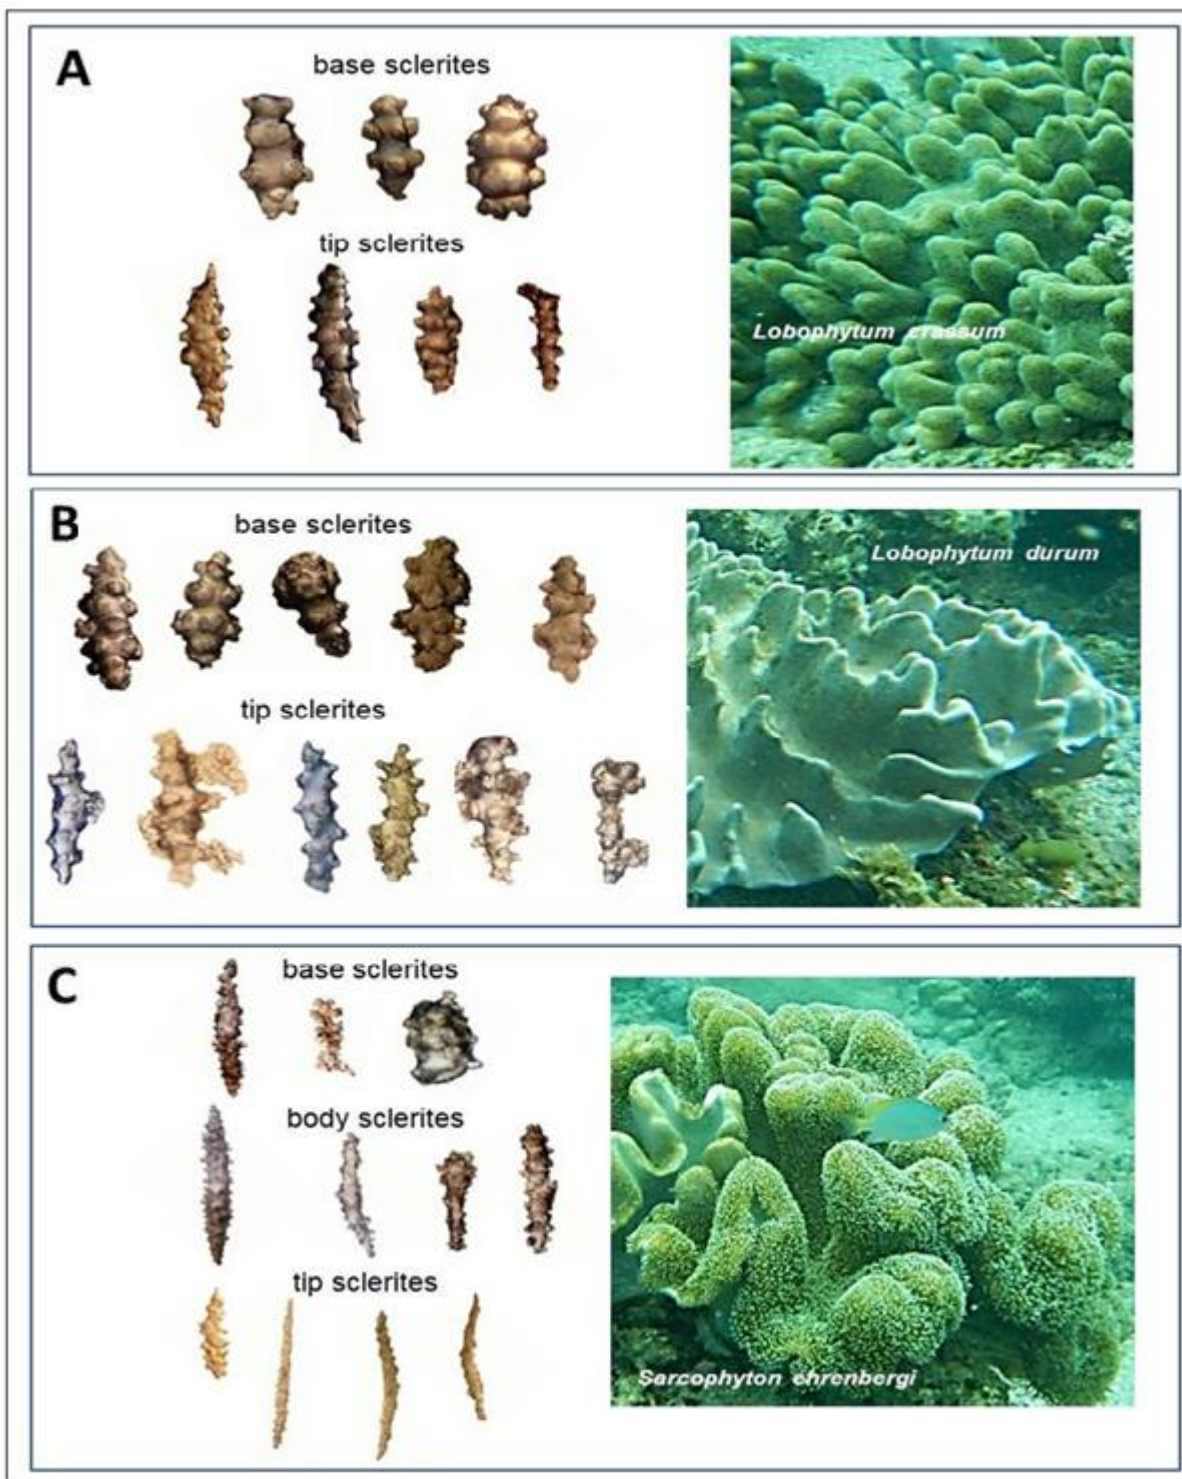 A
base sclerites
tip sclerites
Lobophytum crassum
B
base sclerites
Lobophytum durum
tip sclerites
C
base sclerites
body sclerites
tip sclerites
Sarcophyton ehrenbergi